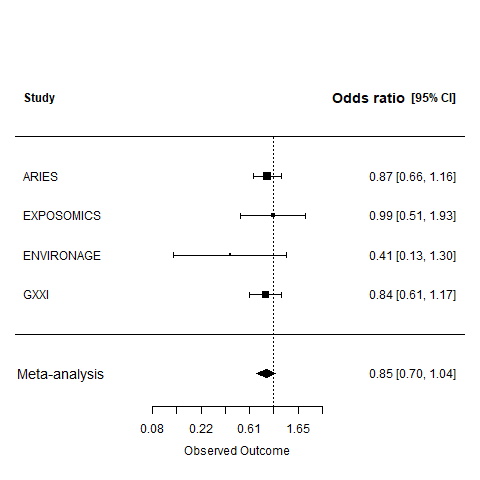 Study Odds ratio [95% CI]
ARIES 0.87 [0.66, 1.16]
EXPOSOMICS 0.99 [0.51, 1.93]
ENVIRONAGE 0.41 [0.13, 1.30]
GXXI 0.84 [0.61, 1.17]
Meta-analysis 0.85 [0.70, 1.04]
0.08 0.22 0.61 1.65
Observed Outcome